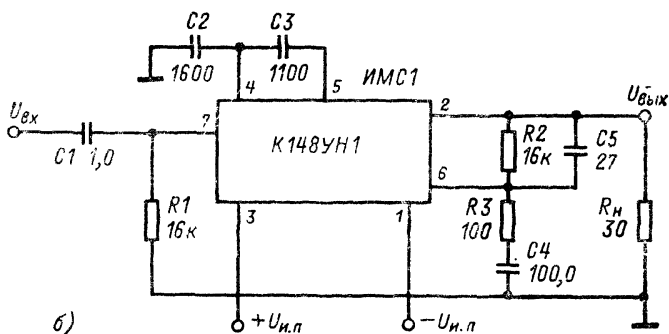 C2
1600
C3
1100
4
5
ИМС1
Uвх
C1 1,0
7
К148УН1
2
6
3
1
R1
16к
R2
16к
C5
27
R3
100
C4
100,0
Uвых
Rн
30
б)
+Uи.п
−Uи.п